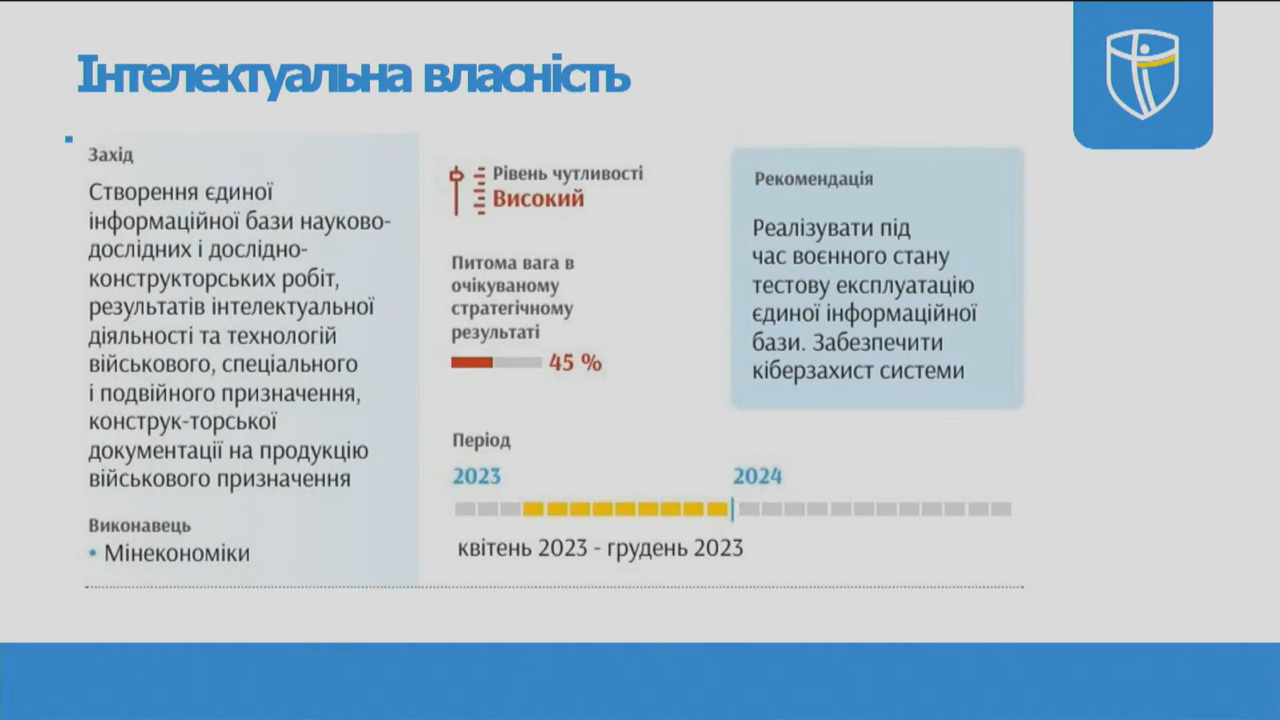 Інтелектуальна власність
Захід
Створення єдиної
інформаційної бази науково-
дослідних і дослідно-
конструкторських робіт,
результатів інтелектуальної
діяльності та технологій
військового, спеціального
і подвійного призначення,
конструк-торської
документації на продукцію
військового призначення
Виконавець
• Мінекономіки
Рівень чутливості
Високий
Питома вага в
очікуваному
стратегічному
результаті
45 %
Рекомендація
Реалізувати під
час воєнного стану
тестову експлуатацію
єдиної інформаційної
бази. Забезпечити
кіберзахист системи
Період
2023
2024
квітень 2023 - грудень 2023